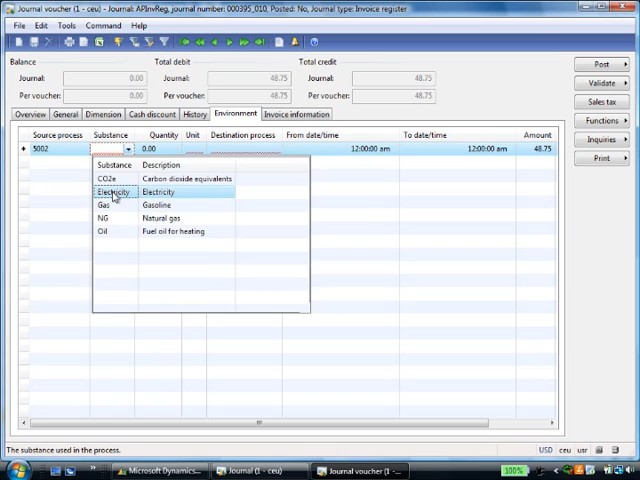 Journal voucher (1 - ceu) - Journal: APInvReg, journal number: 000395_010, Posted: No, Journal type: Invoice register
File Edit Tools Command Help
Balance Total debit Total credit
Journal: 0.00 Journal: 48.75 Journal: 48.75
Per voucher: 0.00 Per voucher: 48.75 Per voucher: 48.75
Post
Validate
Sales tax
Functions
Inquiries
Print
Overview General Dimension Cash discount History Environment Invoice information
Source process Substance Quantity Unit Destination process From date/time To date/time Amount
5002 0.00 12:00:00 am 12:00:00 am 48.75
Substance Description
CO2e Carbon dioxide equivalents
Electricity Electricity
Gas Gasoline
NG Natural gas
Oil Fuel oil for heating
The substance used in the process. USD ceu usr
Microsoft Dynamics... Journal (1 - ceu) Journal voucher (1 -... 100%